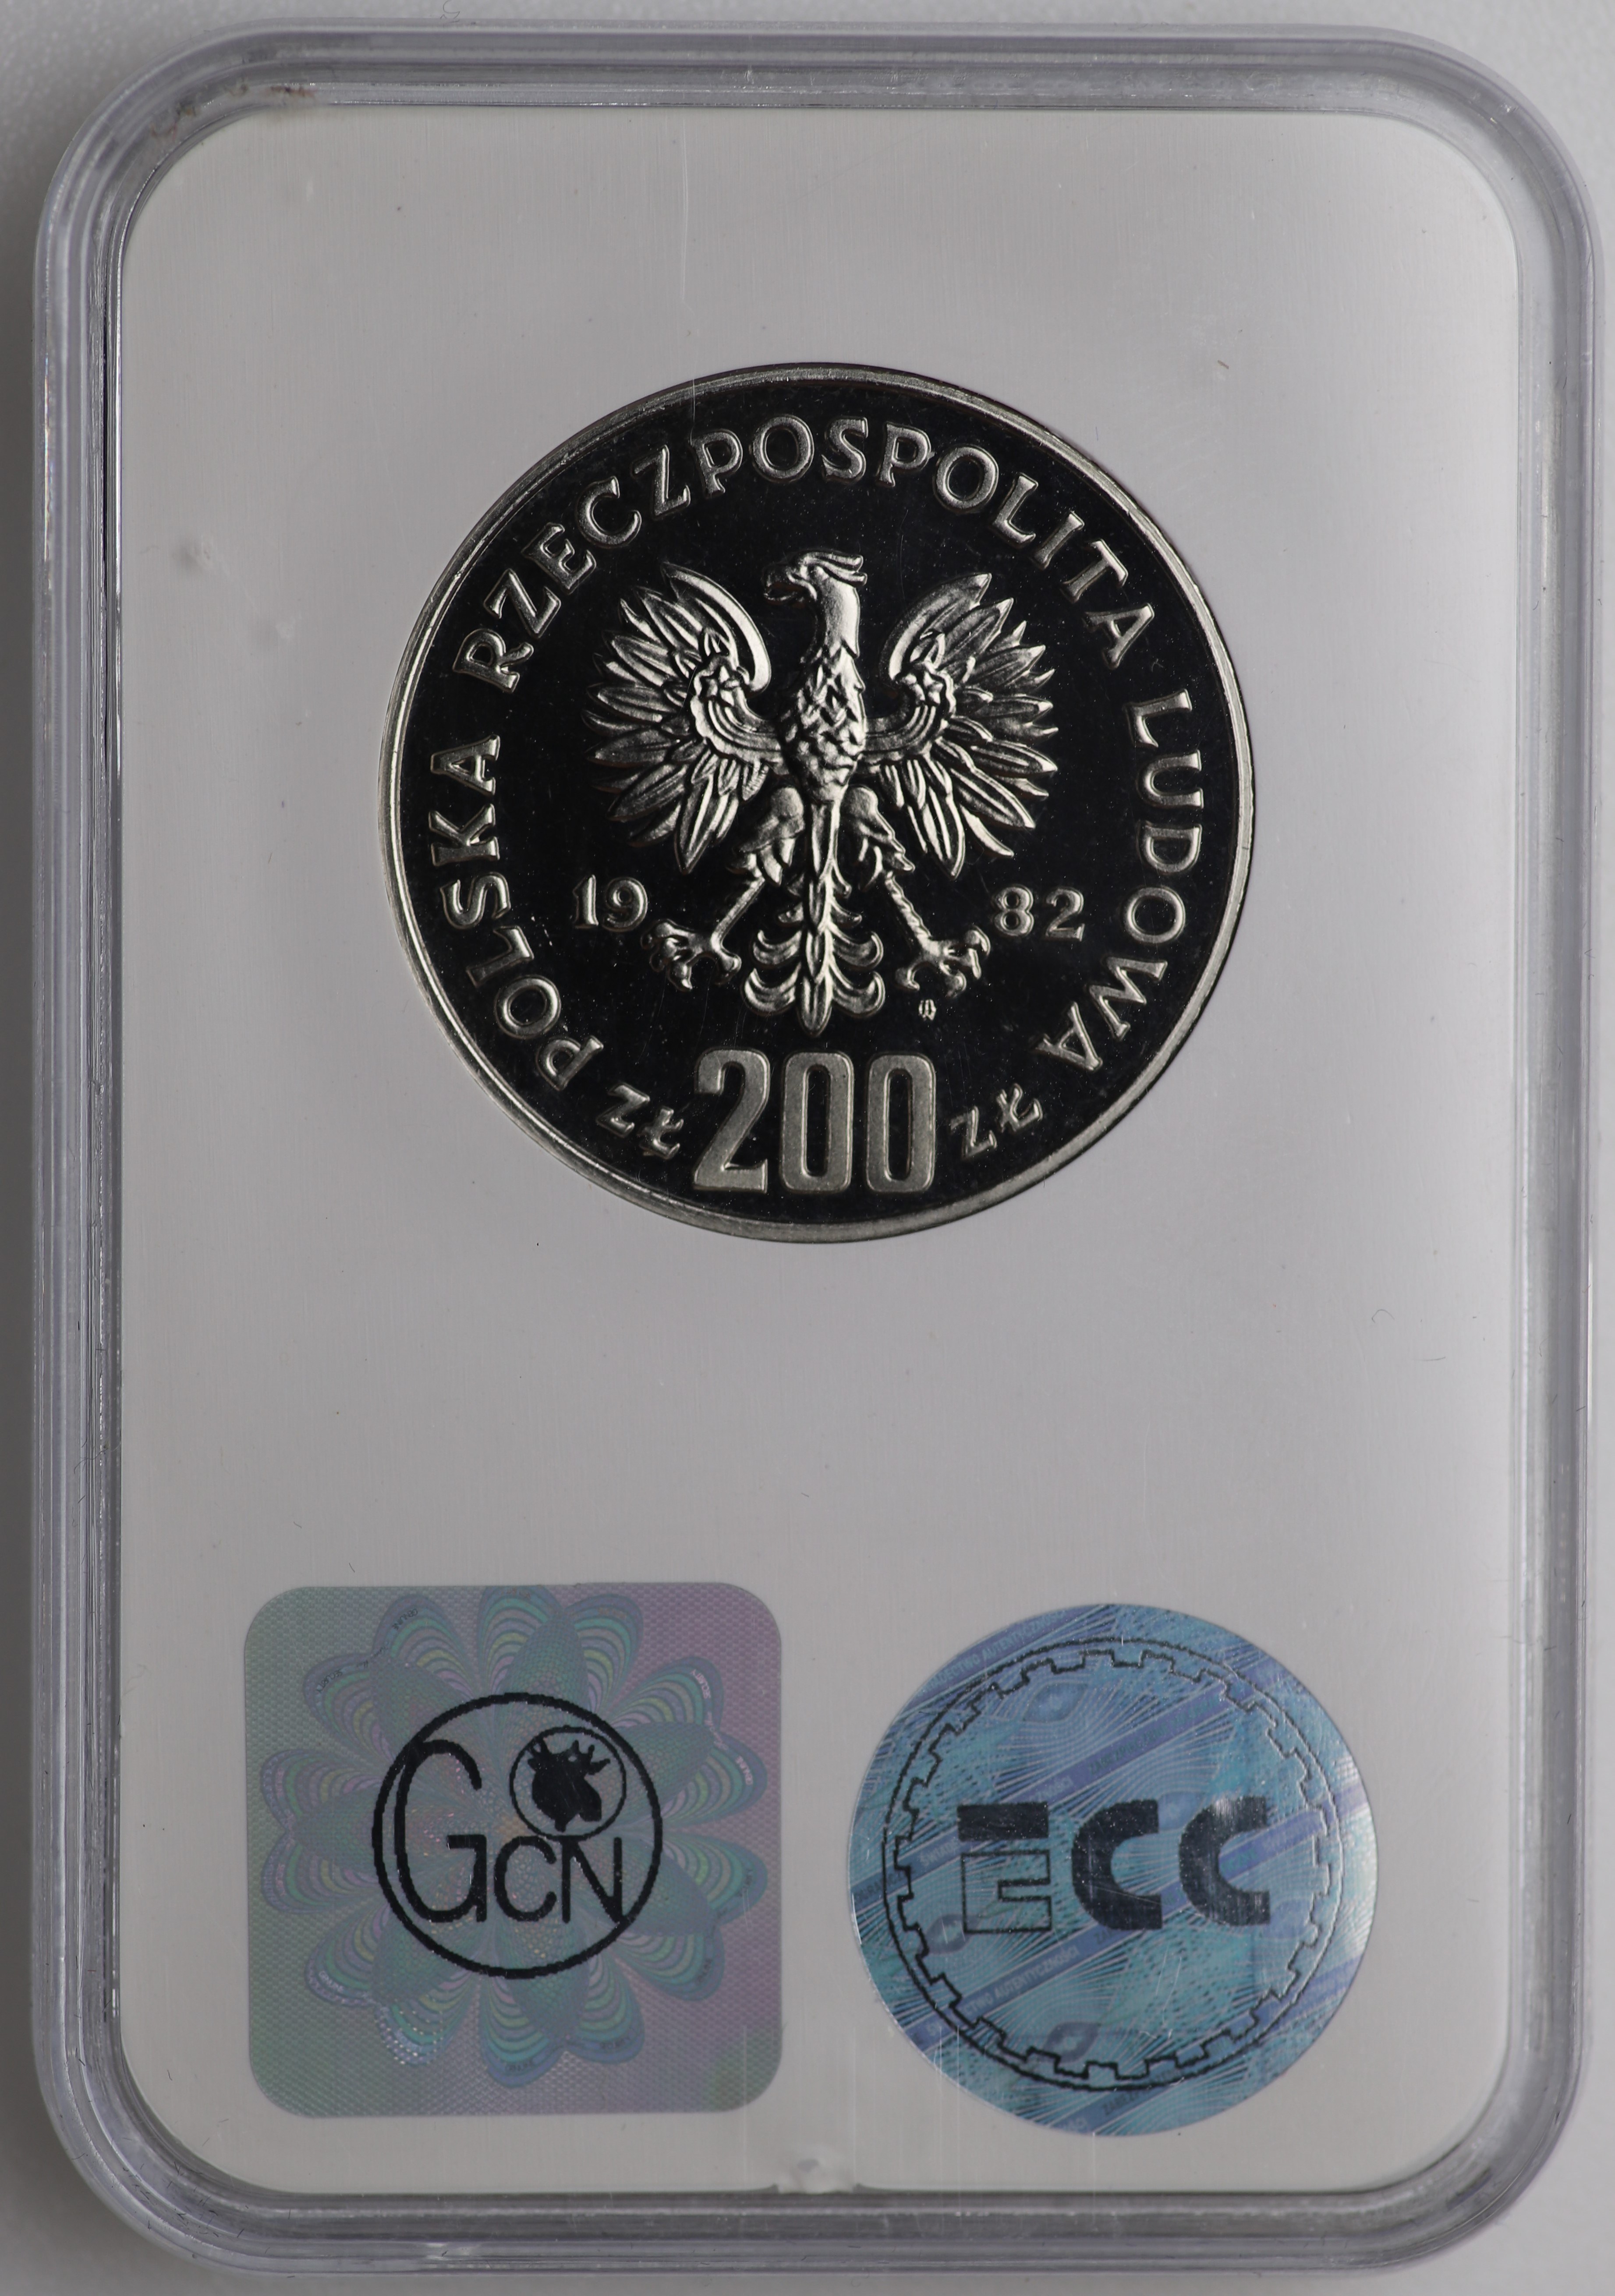 POLSKA RZECZPOSPOLITA LUDOWA
19 82
zł 200 zł
GCN
ECC